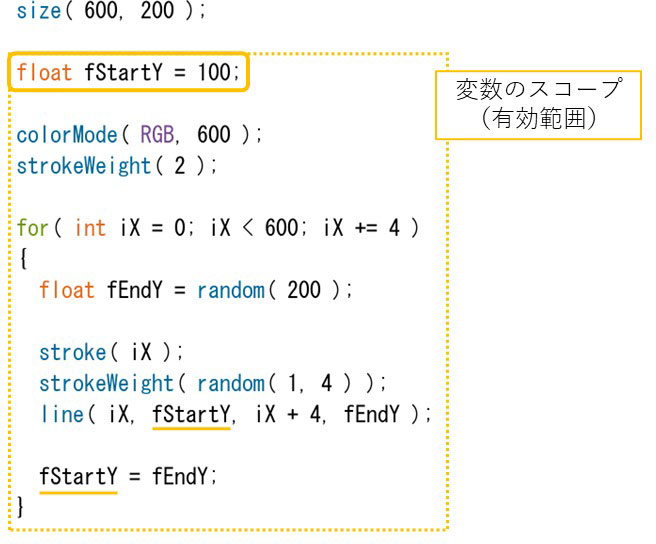 size( 600, 200 );
float fStartY = 100;
変数のスコープ
（有効範囲）
colorMode( RGB, 600 );
strokeWeight( 2 );
for( int iX = 0; iX < 600; iX += 4 )
{
float fEndY = random( 200 );
stroke( iX );
strokeWeight( random( 1, 4 ) );
line( iX, fStartY, iX + 4, fEndY );
fStartY = fEndY;
}